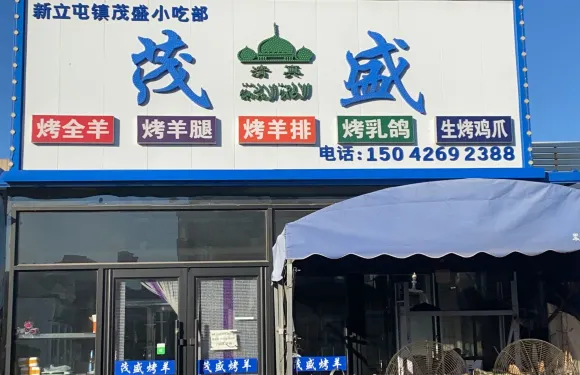 新立屯镇茂盛小吃部
茂 盛
清真
烤全羊 烤羊腿 烤羊排 烤乳鸽 生烤鸡爪
电话:150 4269 2388
茂盛烤羊 茂盛烤羊 茂盛烤羊